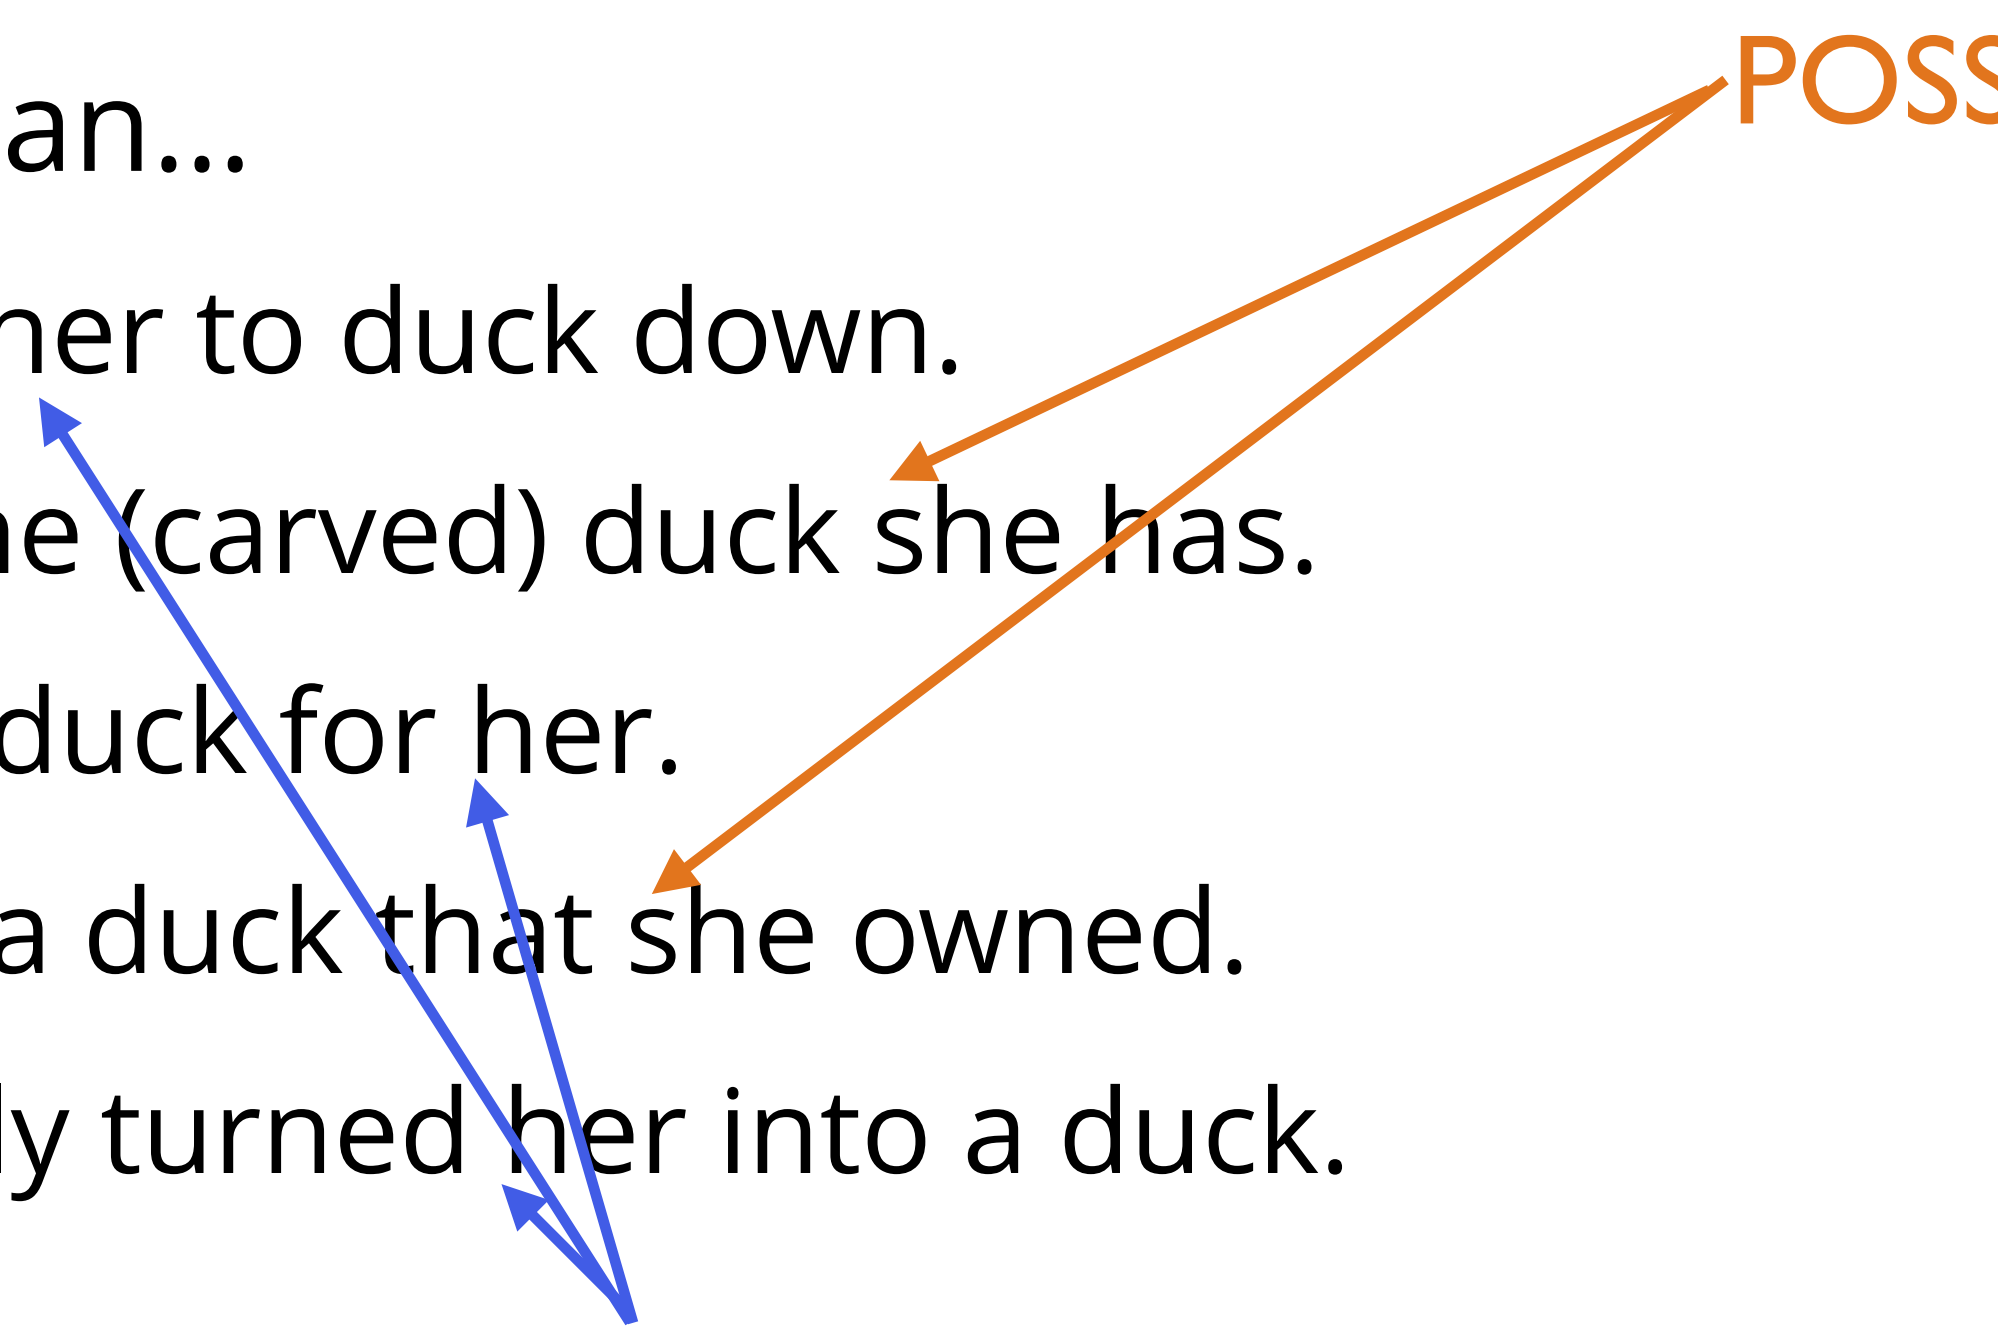 POSS
an...
her to duck down.
he (carved) duck she has.
duck for her.
a duck that she owned.
ly turned her into a duck.